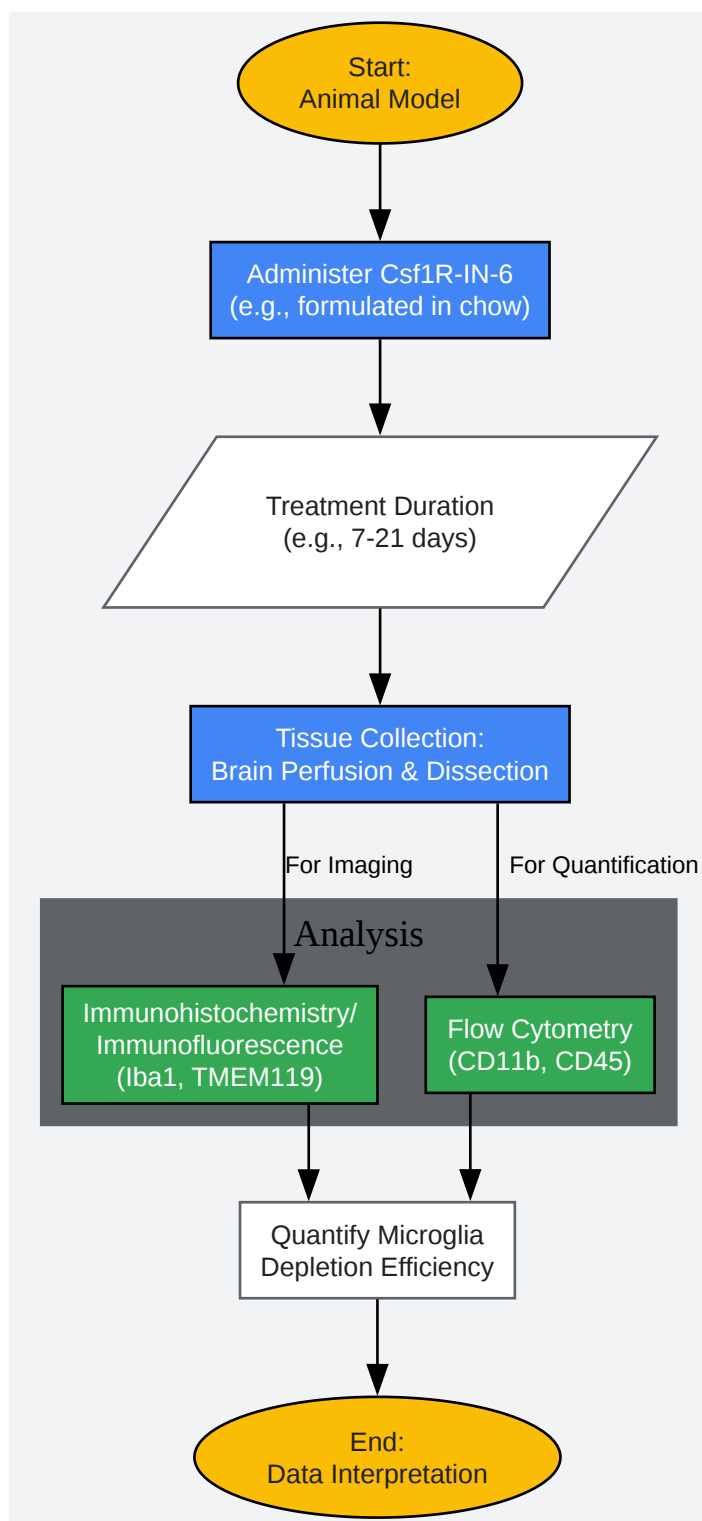 Start:
Animal Model
Administer Csf1R-IN-6
(e.g., formulated in chow)
Treatment Duration
(e.g., 7-21 days)
Tissue Collection:
Brain Perfusion & Dissection
For Imaging
For Quantification
Analysis
Immunohistochemistry/
Immunofluorescence
(Iba1, TMEM119)
Flow Cytometry
(CD11b, CD45)
Quantify Microglia
Depletion Efficiency
End:
Data Interpretation